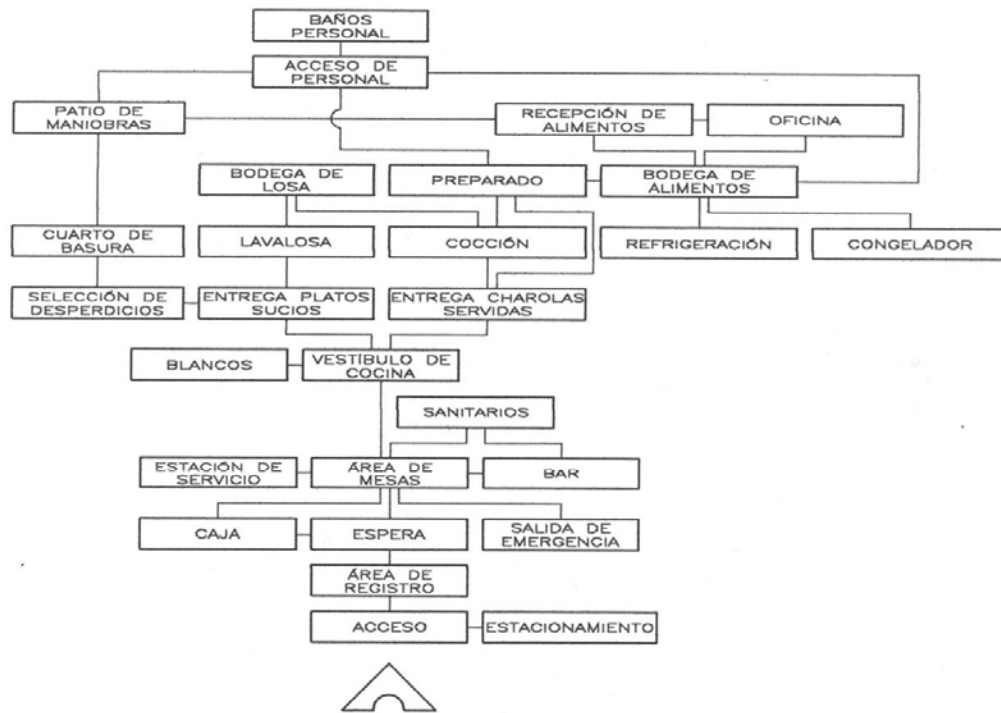 BAÑOS
PERSONAL
ACCESO DE
PERSONAL
PATIO DE
MANIOBRAS
RECEPCIÓN DE
ALIMENTOS
OFICINA
BODEGA DE
LOSA
PREPARADO
BODEGA DE
ALIMENTOS
CUARTO DE
BASURA
LAVALOSA
COCCIÓN
REFRIGERACIÓN
CONGELADOR
SELECCIÓN DE
DESPERDICIOS
ENTREGA PLATOS
SUCIOS
ENTREGA CHAROLAS
SERVIDAS
BLANCOS
VESTÍBULO DE
COCINA
SANITARIOS
ESTACIÓN DE
SERVICIO
ÁREA DE
MESAS
BAR
CAJA
ESPERA
SALIDA DE
EMERGENCIA
ÁREA DE
REGISTRO
ACCESO
ESTACIONAMIENTO